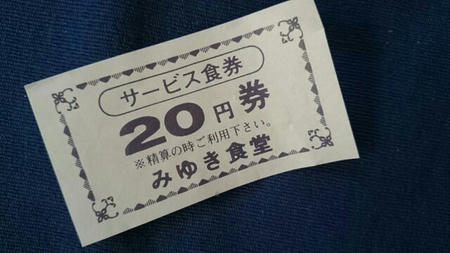 サービス食券
20円券
※精算の時ご利用下さい。
みゆき食堂